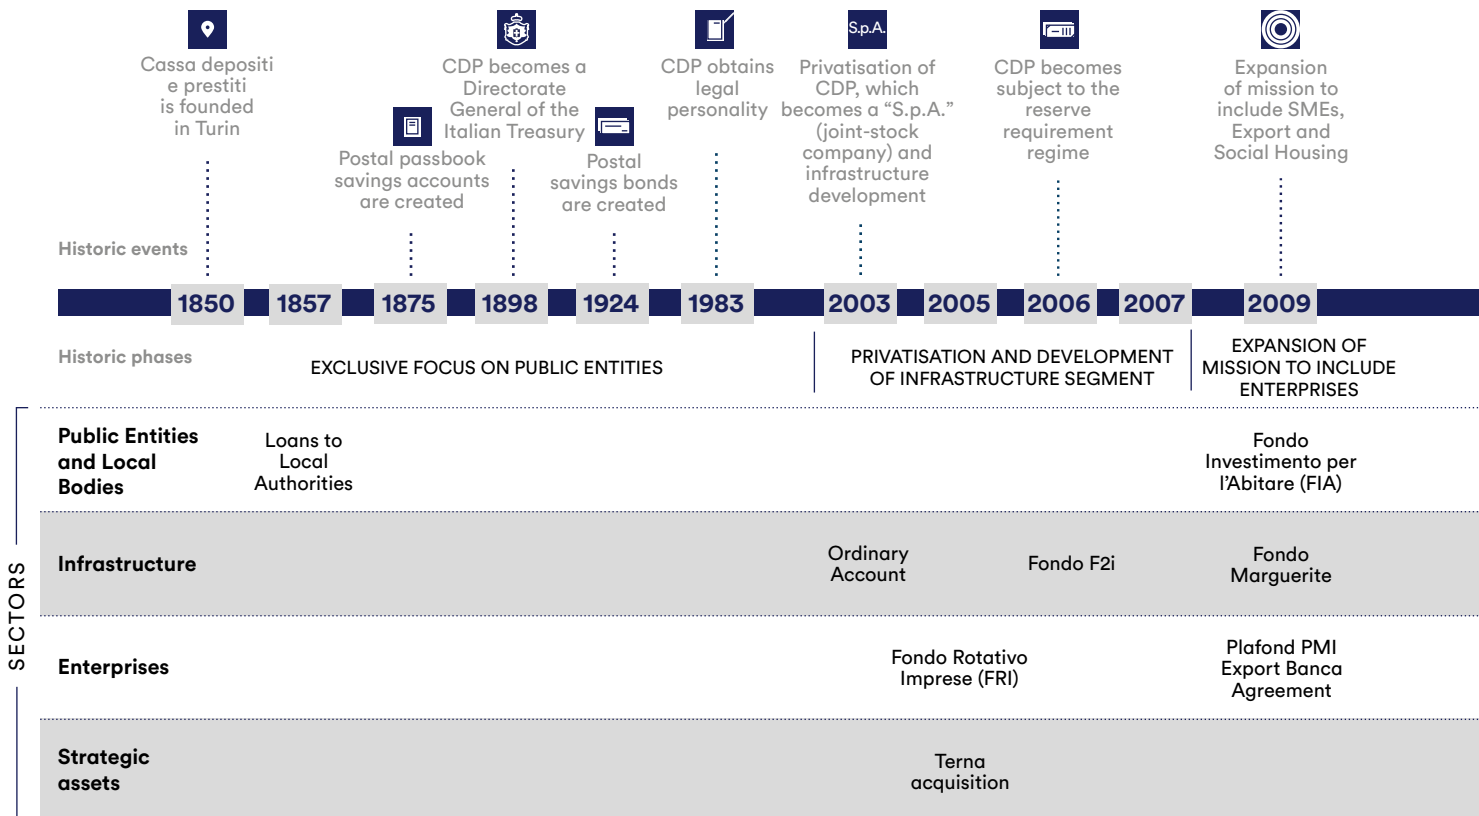 S.p.A.
Cassa depositi
e prestiti
is founded
in Turin
Postal passbook
savings accounts
are created
CDP becomes a
Directorate
General of the
Italian Treasury
Postal
savings bonds
are created
CDP obtains
legal
personality
Privatisation of
CDP, which
becomes a “S.p.A.”
(joint-stock
company) and
infrastructure
development
CDP becomes
subject to the
reserve
requirement
regime
Expansion
of mission to
include SMEs,
Export and
Social Housing
Historic events
1850 1857 1875 1898 1924 1983 2003 2005 2006 2007 2009
Historic phases
EXCLUSIVE FOCUS ON PUBLIC ENTITIES
PRIVATISATION AND DEVELOPMENT
OF INFRASTRUCTURE SEGMENT
EXPANSION OF
MISSION TO INCLUDE
ENTERPRISES
SECTORS
Public Entities
and Local
Bodies
Loans to
Local
Authorities
Fondo
Investimento per
l’Abitare (FIA)
Infrastructure
Ordinary
Account
Fondo F2i
Fondo
Marguerite
Enterprises
Fondo Rotativo
Imprese (FRI)
Plafond PMI
Export Banca
Agreement
Strategic
assets
Terna
acquisition